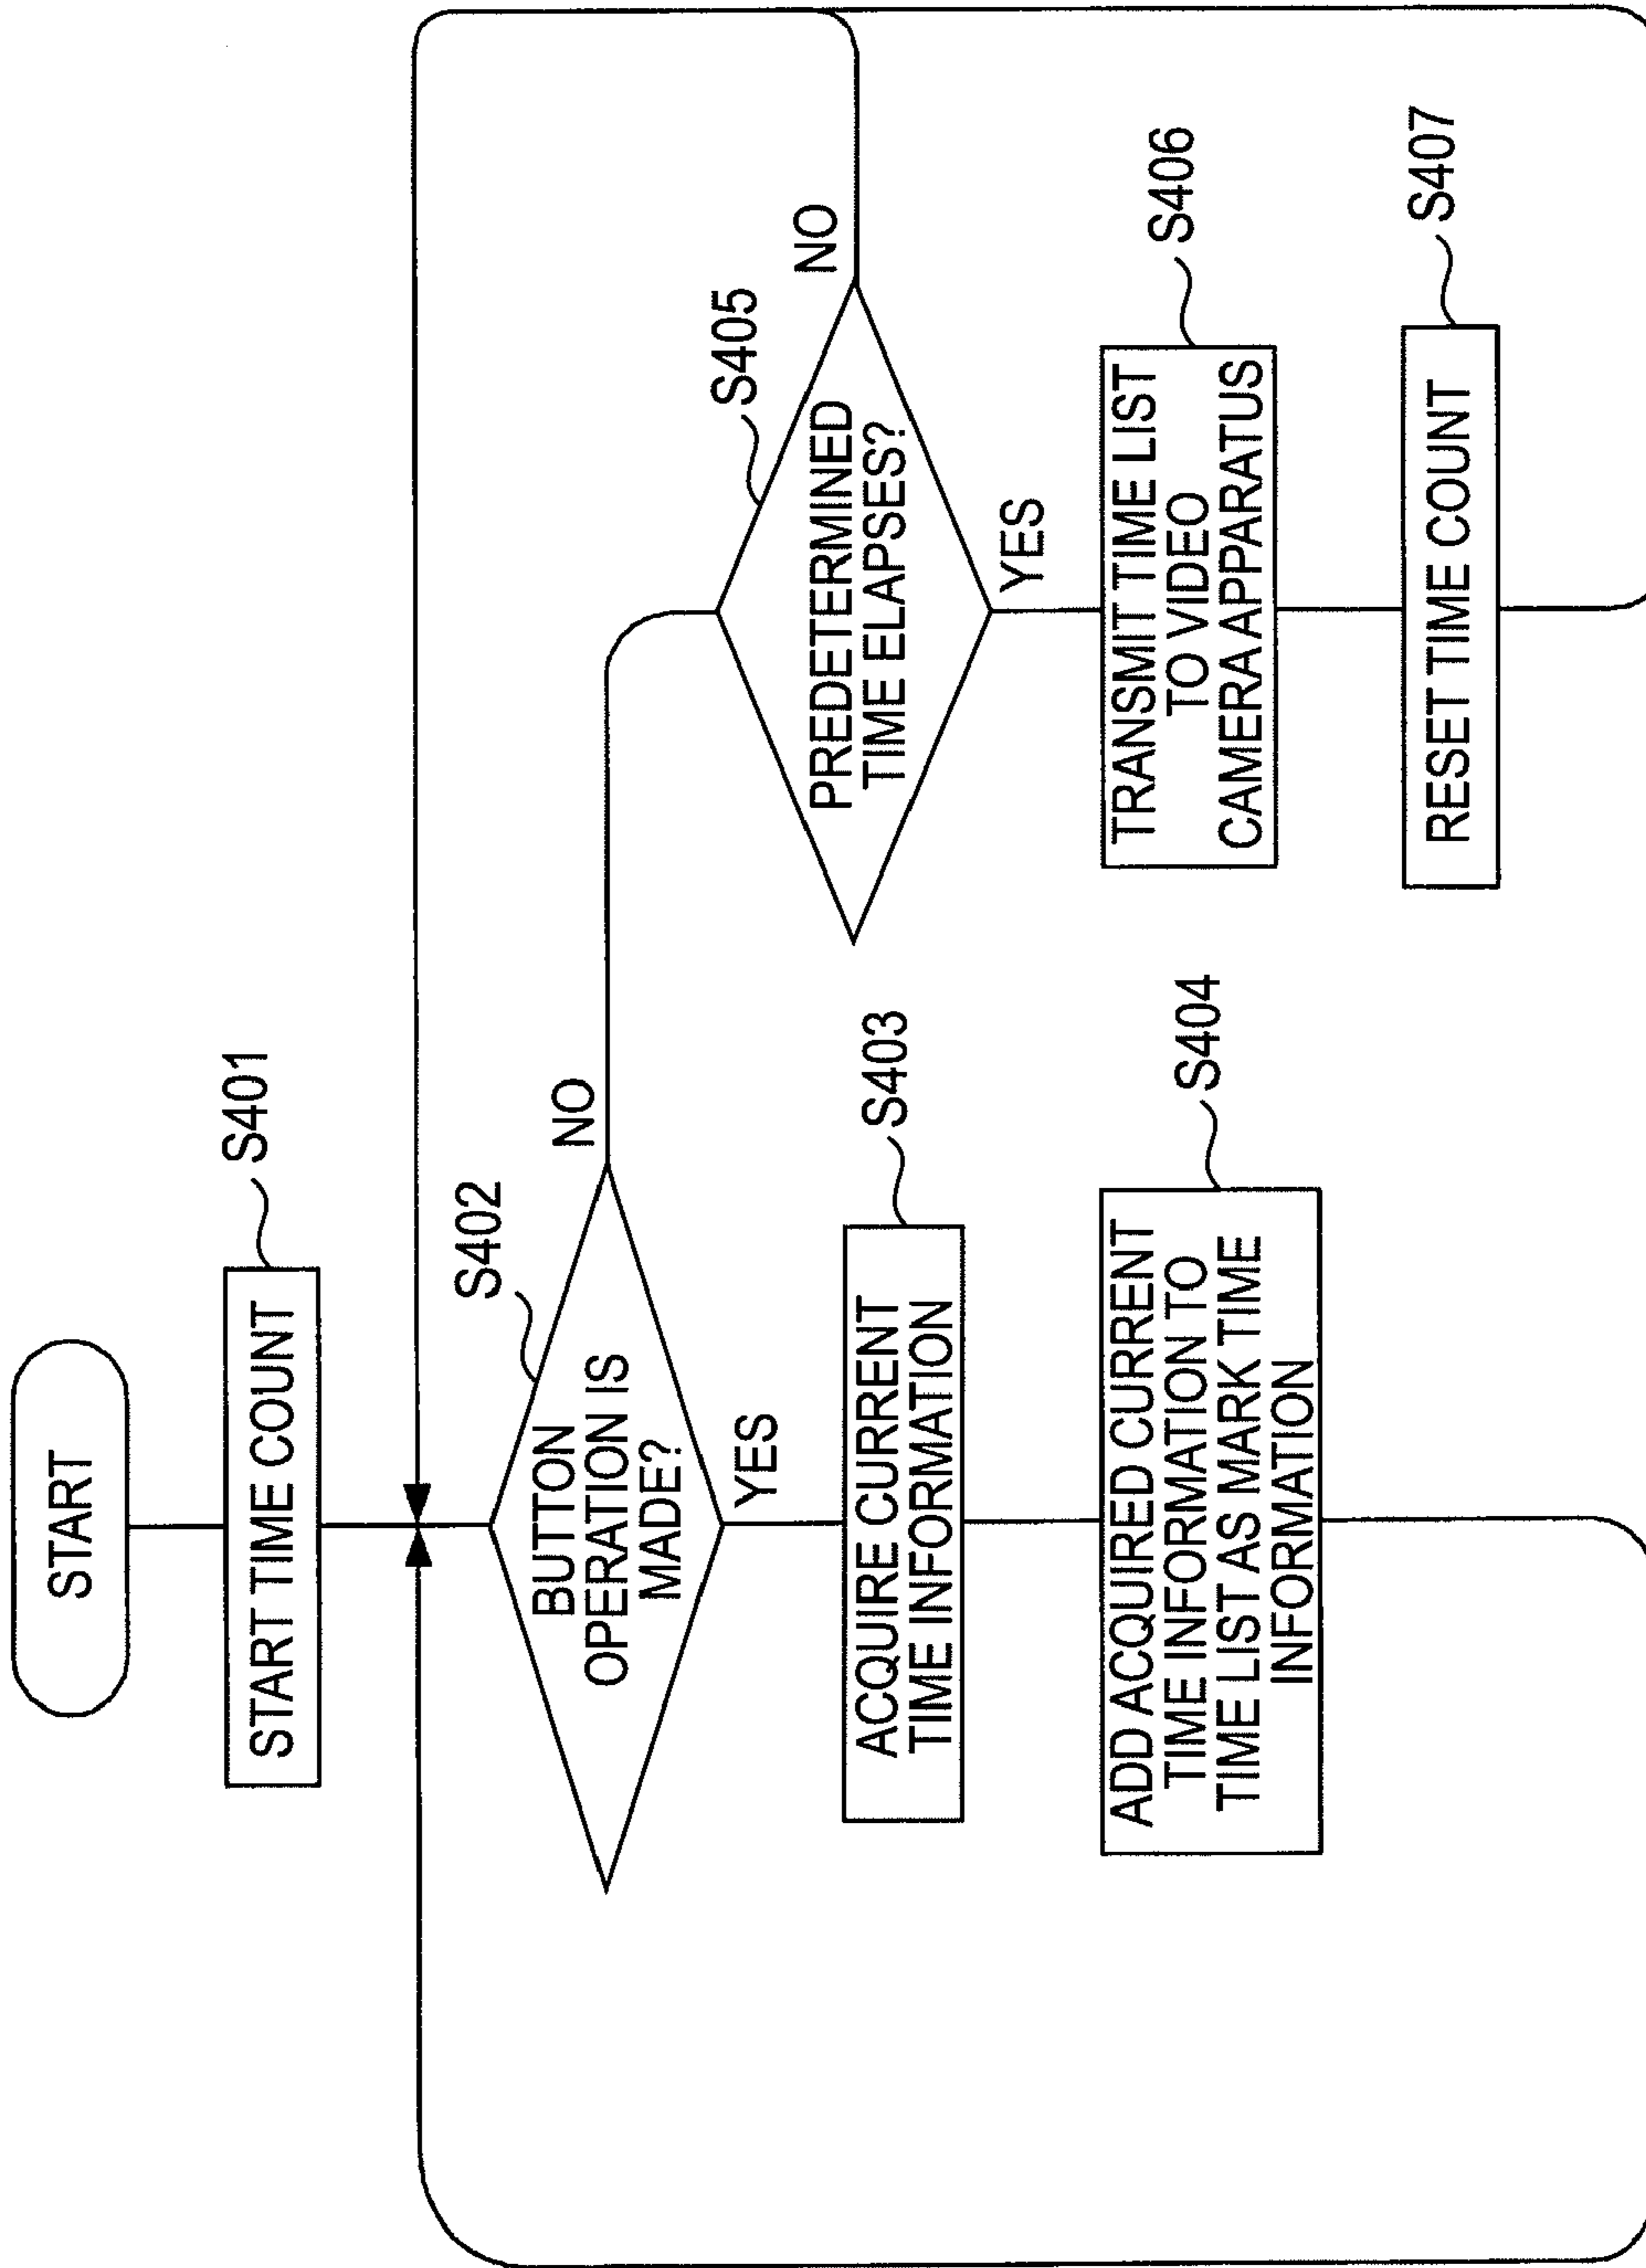 START
START TIME COUNT
S401
S402
BUTTON
OPERATION IS
MADE?
NO
YES
ACQUIRE CURRENT
TIME INFORMATION
S403
ADD ACQUIRED CURRENT
TIME INFORMATION TO
TIME LIST AS MARK TIME
INFORMATION
S404
S405
PREDETERMINED
TIME ELAPSES?
NO
YES
TRANSMIT TIME LIST
TO VIDEO
CAMERA APPARATUS
S406
RESET TIME COUNT
S407